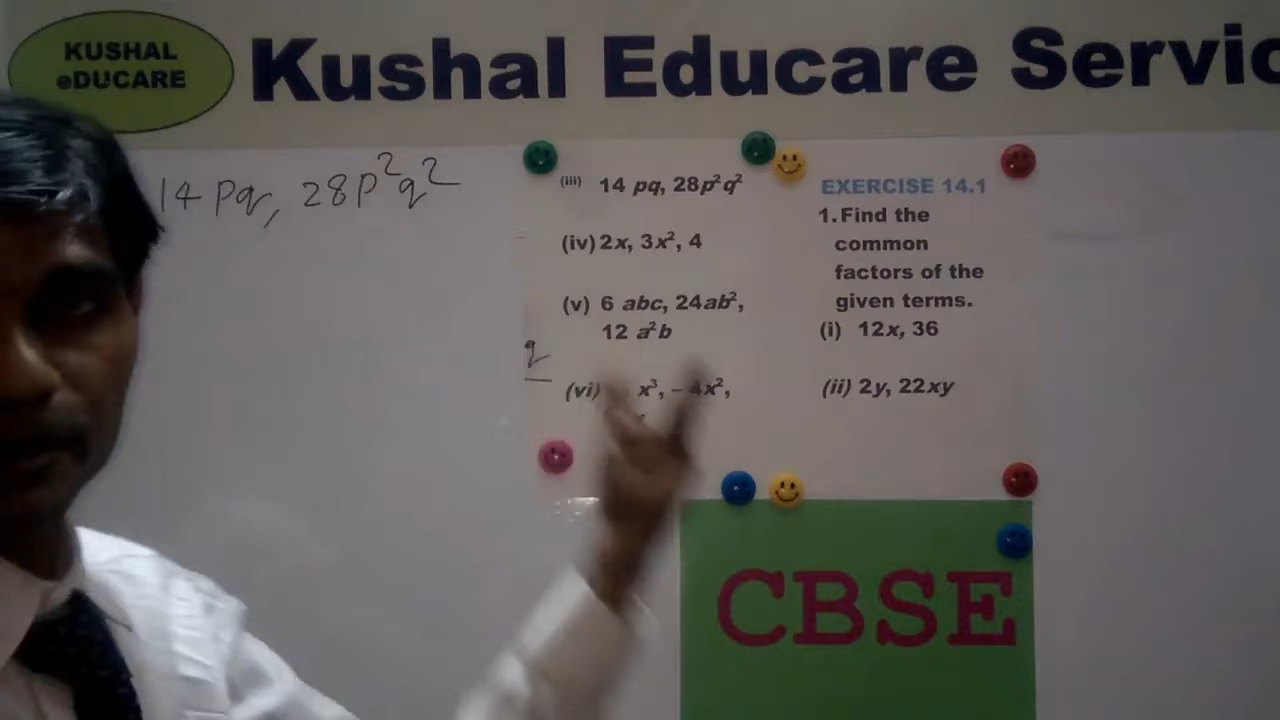 KUSHAL
eDUCARE
Kushal Educare Servic
14 pq, 28p²q²
(iii) 14 pq, 28p²q²
(iv) 2x, 3x², 4
(v) 6 abc, 24ab²,
12 a²b
(vi) x³, – 4x²,
q
EXERCISE 14.1
1. Find the
common
factors of the
given terms.
(i) 12x, 36
(ii) 2y, 22xy
CBSE